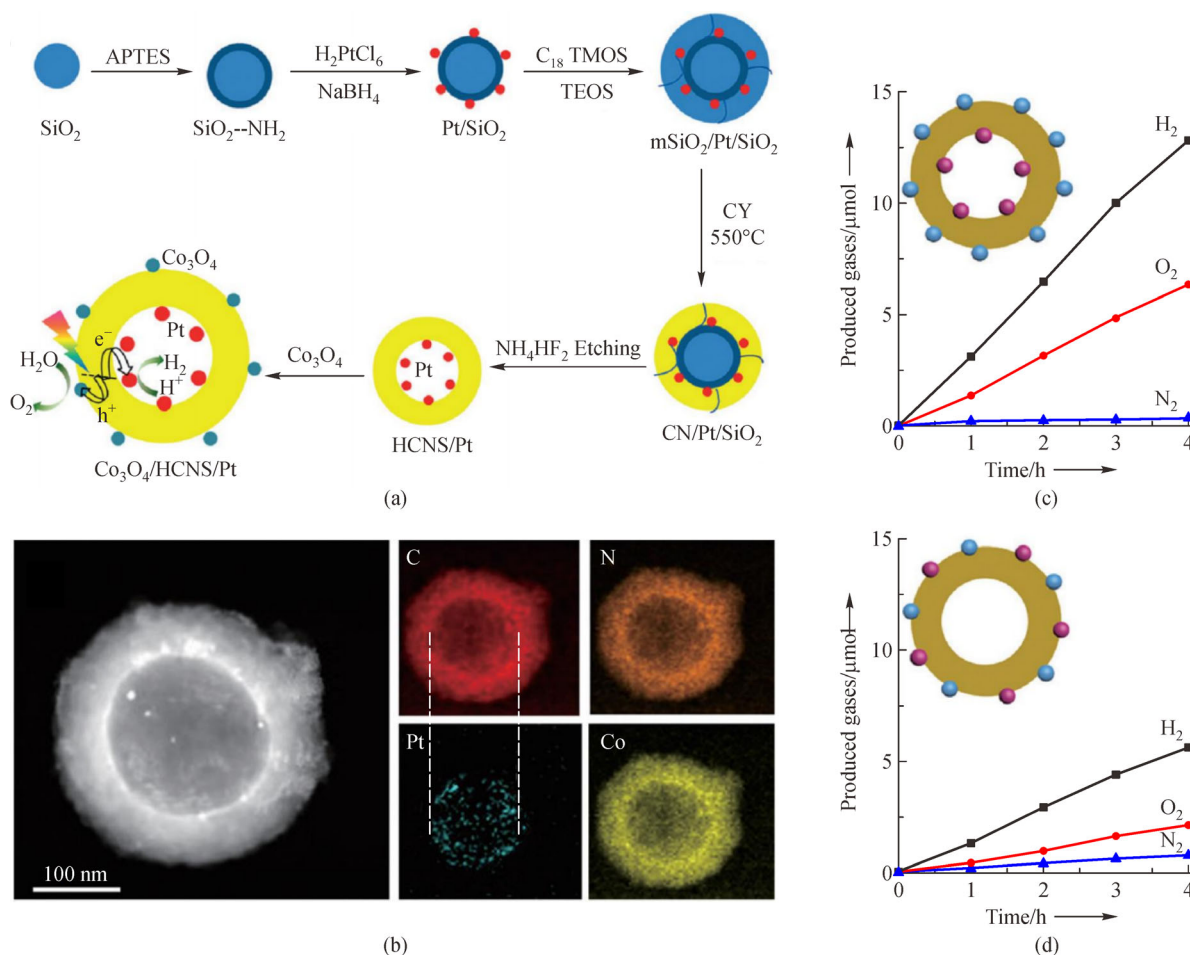 APTES
H₂PtCl₆
NaBH₄
C₁₈ TMOS
TEOS
SiO₂
SiO₂--NH₂
Pt/SiO₂
mSiO₂/Pt/SiO₂
CY
550°C
Co₃O₄
Pt
e⁻
H₂O
H₂
H⁺
O₂
h⁺
Co₃O₄/HCNS/Pt
Co₃O₄
Pt
HCNS/Pt
NH₄HF₂ Etching
CN/Pt/SiO₂
(a)
100 nm
C
N
Pt
Co
(b)
Produced gases/μmol
15
10
5
0
H₂
O₂
N₂
0 1 2 3 4
Time/h
(c)
Produced gases/μmol
15
10
5
0
H₂
O₂
N₂
0 1 2 3 4
Time/h
(d)